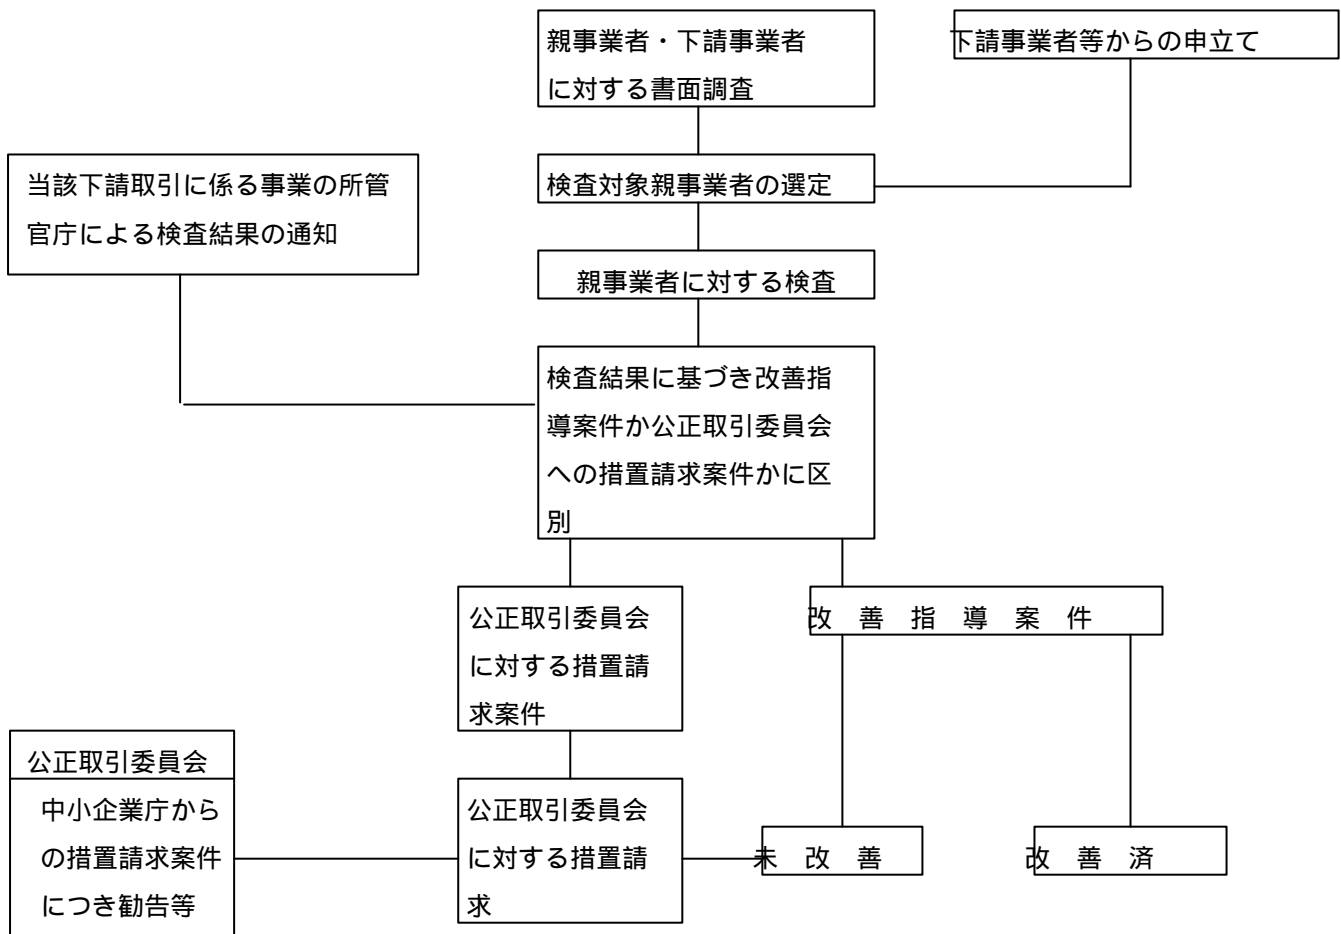 親事業者・下請事業者
に対する書面調査
下請事業者等からの申立て
当該下請取引に係る事業の所管
官庁による検査結果の通知
検査対象親事業者の選定
親事業者に対する検査
検査結果に基づき改善指
導案件か公正取引委員会
への措置請求案件かに区
別
公正取引委員会
に対する措置請
求案件
改 善 指 導 案 件
公正取引委員会
中小企業庁から
の措置請求案件
につき勧告等
公正取引委員会
に対する措置請
求
未 改 善
改 善 済